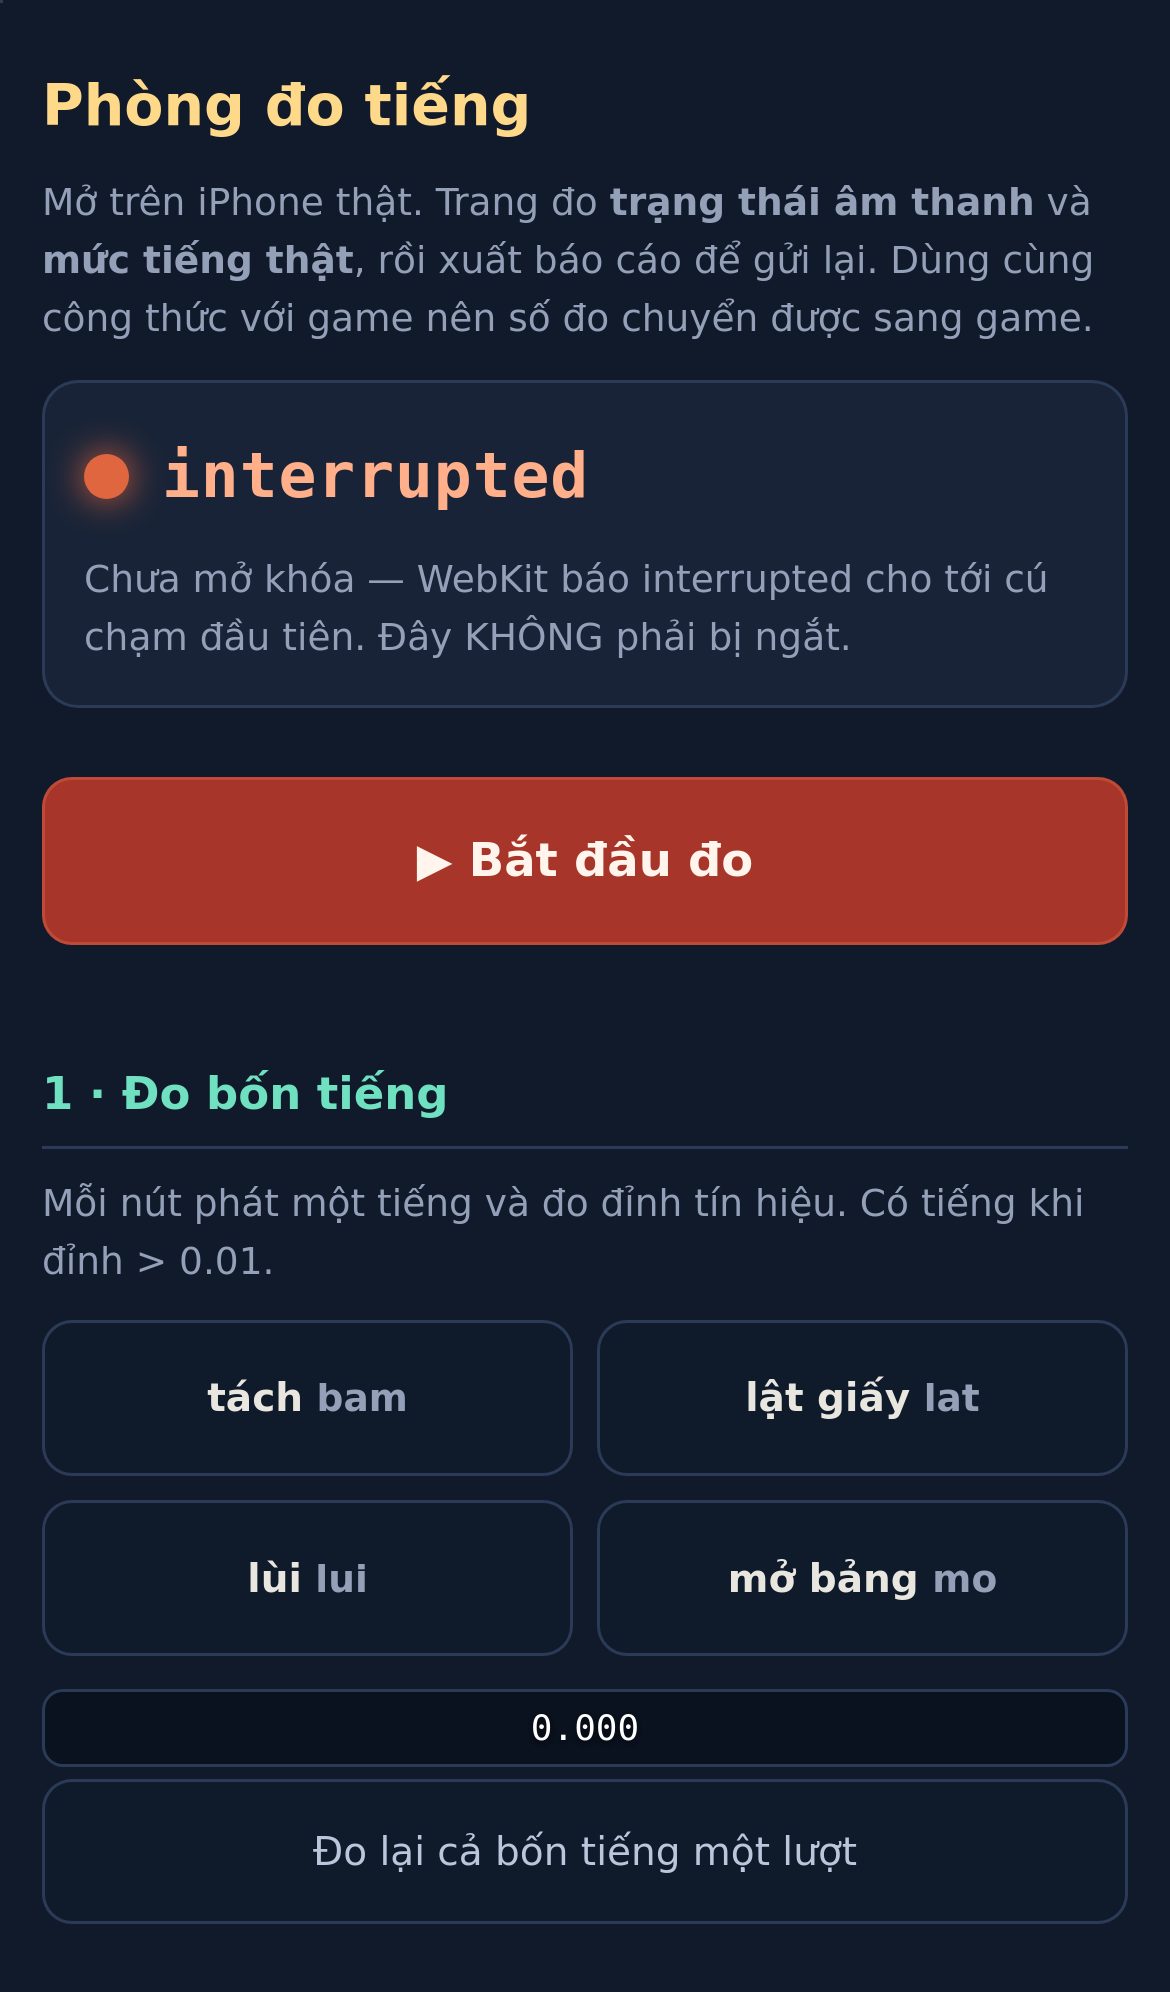 Phòng đo tiếng
Mở trên iPhone thật. Trang đo trạng thái âm thanh và
mức tiếng thật, rồi xuất báo cáo để gửi lại. Dùng cùng
công thức với game nên số đo chuyển được sang game.
interrupted
Chưa mở khóa — WebKit báo interrupted cho tới cú
chạm đầu tiên. Đây KHÔNG phải bị ngắt.
▶ Bắt đầu đo
1 · Đo bốn tiếng
Mỗi nút phát một tiếng và đo đỉnh tín hiệu. Có tiếng khi
đỉnh > 0.01.
tách bam
lật giấy lat
lùi lui
mở bảng mo
0.000
Đo lại cả bốn tiếng một lượt